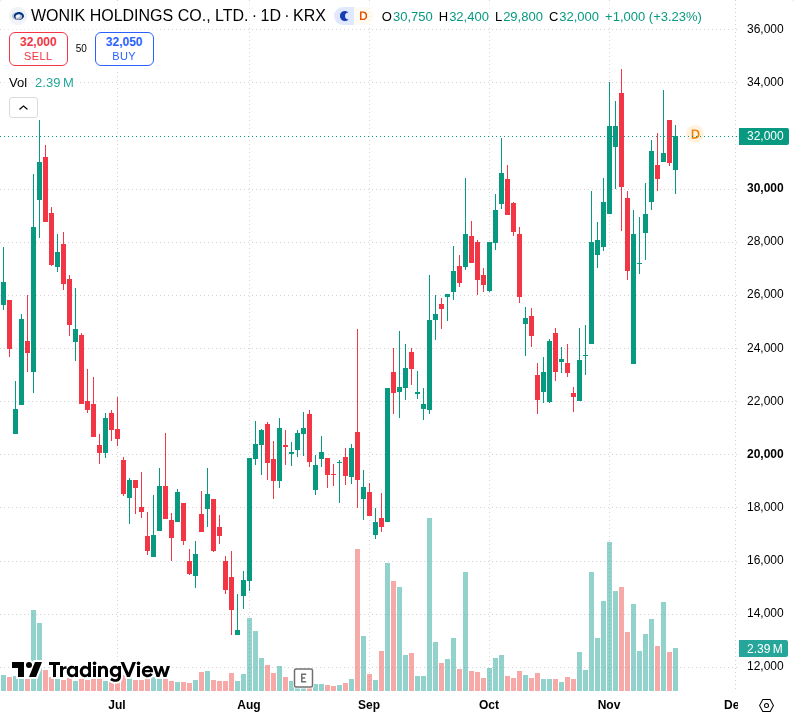 WONIK HOLDINGS CO., LTD. · 1D · KRX D O30,750 H32,400 L29,800 C32,000 +1,000 (+3.23%)
32,000 SELL 50 32,050 BUY
Vol 2.39 M
36,000
34,000
32,000
D
30,000
28,000
26,000
24,000
22,000
20,000
18,000
16,000
14,000
2.39 M
12,000
E
TradingView
Jul Aug Sep Oct Nov De